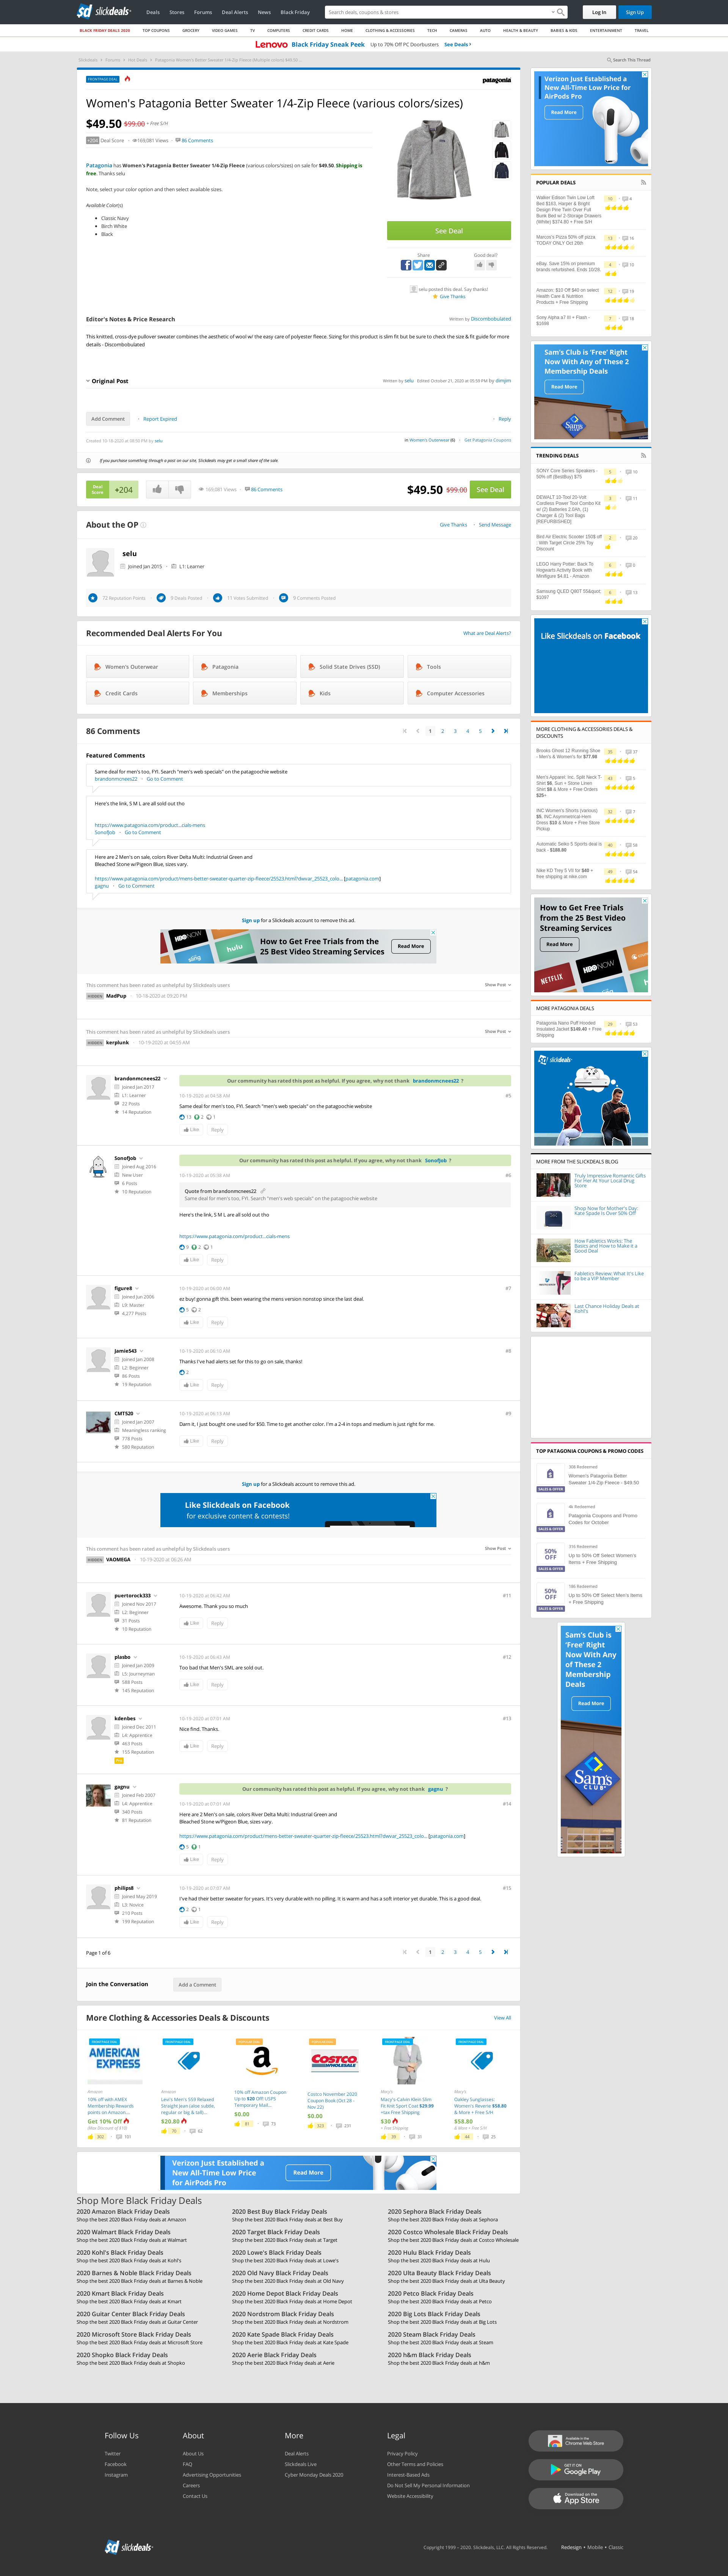 slickdeals
Deals Stores Forums Deal Alerts News Black Friday
Search deals, coupons & stores
Log In
Sign Up
BLACK FRIDAY DEALS 2020 TOP COUPONS GROCERY VIDEO GAMES TV COMPUTERS CREDIT CARDS HOME CLOTHING & ACCESSORIES TECH CAMERAS AUTO HEALTH & BEAUTY BABIES & KIDS ENTERTAINMENT TRAVEL
Lenovo Black Friday Sneak Peek Up to 70% Off PC Doorbusters See Deals ›
Search This Thread
FRONTPAGE DEAL
patagonia
Women's Patagonia Better Sweater 1/4-Zip Fleece (various colors/sizes)
$49.50 $99.00 + Free S/H
+204 Deal Score 169,081 Views 86 Comments
Patagonia has Women's Patagonia Better Sweater 1/4-Zip Fleece (various colors/sizes) on sale for $49.50. Shipping is
free. Thanks selu
Note, select your color option and then select available sizes.
Available Color(s)
Classic Navy
Birch White
Black
See Deal
Share
Good deal?
selu posted this deal. Say thanks!
Give Thanks
Editor's Notes & Price Research
Written by Discombobulated
This knitted, cross-dye pullover sweater combines the aesthetic of wool w/ the easy care of polyester fleece. Sizing for this product is slim fit but be sure to check the size & fit guide for more
details - Discombobulated
Original Post
Written by selu Edited October 21, 2020 at 05:59 PM by dimjim
Add Comment
Report Expired
Reply
in Women's Outerwear (6) Get Patagonia Coupons
If you purchase something through a post on our site, Slickdeals may get a small share of the sale.
Deal
Score
+204
169,081 Views 86 Comments
$49.50 $99.00 See Deal
About the OP
Give Thanks Send Message
selu
Joined Jan 2015 L1: Learner
72 Reputation Points 9 Deals Posted 11 Votes Submitted 9 Comments Posted
Recommended Deal Alerts For You
What are Deal Alerts?
Women's Outerwear Patagonia Solid State Drives (SSD) Tools
Credit Cards Memberships Kids Computer Accessories
86 Comments
1 2 3 4 5
Featured Comments
Same deal for men's too, FYI. Search "men's web specials" on the patagoochie website
brandonmcnees22 Go to Comment
Here's the link, S M L are all sold out tho
https://www.patagonia.com/product...cials-mens
SonofJob Go to Comment
Here are 2 Men's on sale, colors River Delta Multi: Industrial Green and
Bleached Stone w/Pigeon Blue, sizes vary.
https://www.patagonia.com/product/mens-better-sweater-quarter-zip-fleece/25523.html?dwvar_25523_colo... [patagonia.com]
gagnu Go to Comment
Sign up for a Slickdeals account to remove this ad.
How to Get Free Trials from the
25 Best Video Streaming Services
Read More
This comment has been rated as unhelpful by Slickdeals users
Show Post
HIDDEN MadPup 10-19-2020 at 09:20 PM
This comment has been rated as unhelpful by Slickdeals users
Show Post
HIDDEN kerplunk 10-19-2020 at 04:55 AM
brandonmcnees22
Joined Jan 2017
L1: Learner
22 Posts
14 Reputation
Our community has rated this post as helpful. If you agree, why not thank brandonmcnees22 ?
10-19-2020 at 04:58 AM
#5
Same deal for men's too, FYI. Search "men's web specials" on the patagoochie website
13 2 1
Like Reply
SonofJob
Joined Aug 2016
New User
6 Posts
10 Reputation
Our community has rated this post as helpful. If you agree, why not thank SonofJob ?
10-19-2020 at 05:38 AM
#6
Quote from brandonmcnees22
Same deal for men's too, FYI. Search "men's web specials" on the patagoochie website
Here's the link, S M L are all sold out tho
https://www.patagonia.com/product...cials-mens
9 2 1
Like Reply
figure8
Joined Jan 2006
L9: Master
4,277 Posts
10-19-2020 at 06:00 AM
#7
ez buy! gonna gift this. been wearing the mens version nonstop since the last deal.
5 2
Like Reply
Jamie543
Joined Jan 2008
L2: Beginner
86 Posts
19 Reputation
10-19-2020 at 06:10 AM
#8
Thanks I've had alerts set for this to go on sale, thanks!
2
Like Reply
CMT520
Joined Jan 2007
Meaningless ranking
778 Posts
580 Reputation
10-19-2020 at 06:13 AM
#9
Darn it, I just bought one used for $50. Time to get another color. I'm a 2-4 in tops and medium is just right for me.
Like Reply
Sign up for a Slickdeals account to remove this ad.
Like Slickdeals on Facebook
for exclusive content & contests!
This comment has been rated as unhelpful by Slickdeals users
Show Post
HIDDEN VAOMEGA 10-19-2020 at 06:26 AM
puertorock333
Joined Nov 2017
L2: Beginner
31 Posts
10 Reputation
10-19-2020 at 06:42 AM
#11
Awesome. Thank you so much
Like Reply
plasbo
Joined Jan 2009
L5: Journeyman
588 Posts
145 Reputation
10-19-2020 at 06:43 AM
#12
Too bad that Men's SML are sold out.
Like Reply
kdenbes
Joined Dec 2011
L4: Apprentice
463 Posts
155 Reputation
Pro
10-19-2020 at 07:01 AM
#13
Nice find. Thanks.
Like Reply
gagnu
Joined Feb 2007
L4: Apprentice
340 Posts
81 Reputation
Our community has rated this post as helpful. If you agree, why not thank gagnu ?
10-19-2020 at 07:01 AM
#14
Here are 2 Men's on sale, colors River Delta Multi: Industrial Green and
Bleached Stone w/Pigeon Blue, sizes vary.
https://www.patagonia.com/product/mens-better-sweater-quarter-zip-fleece/25523.html?dwvar_25523_colo... [patagonia.com]
5 1
Like Reply
philips8
Joined May 2019
L3: Novice
210 Posts
199 Reputation
10-19-2020 at 07:07 AM
#15
I've had their better sweater for years. It's very durable with no pilling. It is warm and has a soft interior yet durable. This is a good deal.
2 1
Like Reply
Page 1 of 6
1 2 3 4 5
Join the Conversation
Add a Comment
More Clothing & Accessories Deals & Discounts
View All
AMERICAN
EXPRESS
amazon
COSTCO
WHOLESALE
10% off with AMEX
Membership Rewards
points on Amazon...
Get 10% Off
Levi's Men's 559 Relaxed
Straight Jean (alse subtle,
regular or big & tall)...
$20.80
10% off Amazon Coupon
Up to $26 Off USPS
Temporary Mail...
$0.00
Costco November 2020
Coupon Book (Oct 28 -
Nov 22)
$0.00
Macy's Calvin Klein Slim
Fit Knit Sport Coat $29.99
+tax Free Shipping
$30
+ Free Shipping
Oakley Sunglasses:
Women's Reverie $58.80
& More + Free S/H
$58.80
Verizon Just Established a
New All-Time Low Price
for AirPods Pro
Read More
Shop More Black Friday Deals
2020 Amazon Black Friday Deals
Shop the best 2020 Black Friday deals at Amazon
2020 Best Buy Black Friday Deals
Shop the best 2020 Black Friday deals at Best Buy
2020 Sephora Black Friday Deals
Shop the best 2020 Black Friday deals at Sephora
2020 Walmart Black Friday Deals
Shop the best 2020 Black Friday deals at Walmart
2020 Target Black Friday Deals
Shop the best 2020 Black Friday deals at Target
2020 Costco Wholesale Black Friday Deals
Shop the best 2020 Black Friday deals at Costco Wholesale
2020 Kohl's Black Friday Deals
Shop the best 2020 Black Friday deals at Kohl's
2020 Lowe's Black Friday Deals
Shop the best 2020 Black Friday deals at Lowe's
2020 Hulu Black Friday Deals
Shop the best 2020 Black Friday deals at Hulu
2020 Barnes & Noble Black Friday Deals
Shop the best 2020 Black Friday deals at Barnes & Noble
2020 Old Navy Black Friday Deals
Shop the best 2020 Black Friday deals at Old Navy
2020 Ulta Beauty Black Friday Deals
Shop the best 2020 Black Friday deals at Ulta Beauty
2020 Kmart Black Friday Deals
Shop the best 2020 Black Friday deals at Kmart
2020 Home Depot Black Friday Deals
Shop the best 2020 Black Friday deals at Home Depot
2020 Petco Black Friday Deals
Shop the best 2020 Black Friday deals at Petco
2020 Guitar Center Black Friday Deals
Shop the best 2020 Black Friday deals at Guitar Center
2020 Nordstrom Black Friday Deals
Shop the best 2020 Black Friday deals at Nordstrom
2020 Big Lots Black Friday Deals
Shop the best 2020 Black Friday deals at Big Lots
2020 Microsoft Store Black Friday Deals
Shop the best 2020 Black Friday deals at Microsoft Store
2020 Kate Spade Black Friday Deals
Shop the best 2020 Black Friday deals at Kate Spade
2020 Steam Black Friday Deals
Shop the best 2020 Black Friday deals at Steam
2020 Shopko Black Friday Deals
Shop the best 2020 Black Friday deals at Shopko
2020 Aerie Black Friday Deals
Shop the best 2020 Black Friday deals at Aerie
2020 h&m Black Friday Deals
Shop the best 2020 Black Friday deals at h&m
Verizon Just Established a
New All-Time Low Price for
AirPods Pro
Read More
POPULAR DEALS
Marcos's Pizza 50% off pizza
TODAY ONLY Oct 26th
eBay. Save 15% on premium
brands refurbished. Ends 10/26.
Amazon: $10 Off $40 on select
Health Care & Nutrition
Products + Free Shipping
Sony Alpha a7 III + Flash -
$1698
Sam's Club is 'Free' Right
Now With Any of These 2
Membership Deals
Read More
TRENDING DEALS
SONY Core Series Speakers -
50% off (BestBuy) $75
DEWALT 10-Tool 20-Volt
Cordless Power Tool Combo Kit
w/ (2) Batteries 2.0/Ah, (1)
Charger & (2) Tool Bags
[REFURBISHED]
Bird Air Electric Scooter 150$ off
With Target Circle 25% Toy
Discount
LEGO Harry Potter: Back To
Hogwarts Activity Book with
Minifigure $4.81 - Amazon
Samsung QLED Q80T 55&quot;
$1097
Like Slickdeals on Facebook
MORE CLOTHING & ACCESSORIES DEALS &
DISCOUNTS
Brooks Ghost 12 Running Shoe
- Men's & Women's for $77.98
Men's Apparel: Inc. Split Neck T-
Shirt $6, Sun + Stone Linen
Shirt $8 & More + Free Orders
$25+
INC Women's Shorts (various)
$5, INC Asymmetrical-Hem
Dress $10 & More + Free Store
Pickup
Automatic Seiko 5 Sports deal is
back - $188.80
Nike KD Trey 5 VII for $40 +
free shipping at nike.com
How to Get Free Trials
from the 25 Best Video
Streaming Services
Read More
MORE PATAGONIA DEALS
Patagonia Nano Puff Hooded
Insulated Jacket $149.40 + Free
Shipping
slickdeals
MORE FROM THE SLICKDEALS BLOG
Truly Impressive Romantic Gifts
For Her At Your Local Drug
Store
Shop Now for Mother's Day:
Kate Spade Is Over 50% Off
How Fabletics Works: The
Basics and How to Make it a
Good Deal
Fabletics Review: What It's Like
to be a VIP Member
Last Chance Holiday Deals at
Kohl's
TOP PATAGONIA COUPONS & PROMO CODES
308 Redeemed
Women's Patagonia Better
Sweater 1/4-Zip Fleece - $49.50
SALES & OFFER
4k Redeemed
Patagonia Coupons and Promo
Codes for October
SALES & OFFER
50%
OFF
316 Redeemed
Up to 50% Off Select Women's
Items + Free Shipping
SALES & OFFER
50%
OFF
186 Redeemed
Up to 50% Off Select Men's Items
+ Free Shipping
SALES & OFFER
Sam's Club is
'Free' Right
Now With Any
of These 2
Membership
Deals
Read More
Sam's
CLUB
Follow Us
Twitter
Facebook
Instagram
About
About Us
FAQ
Advertising Opportunities
Careers
Contact Us
More
Deal Alerts
Slickdeals Live
Cyber Monday Deals 2020
Legal
Privacy Policy
Other Terms and Policies
Interest-Based Ads
Do Not Sell My Personal Information
Website Accessibility
Available in the
Chrome Web Store
GET IT ON
Google Play
Download on the
App Store
slickdeals
Copyright 1999 - 2020. Slickdeals, LLC. All Rights Reserved. Redesign • Mobile • Classic